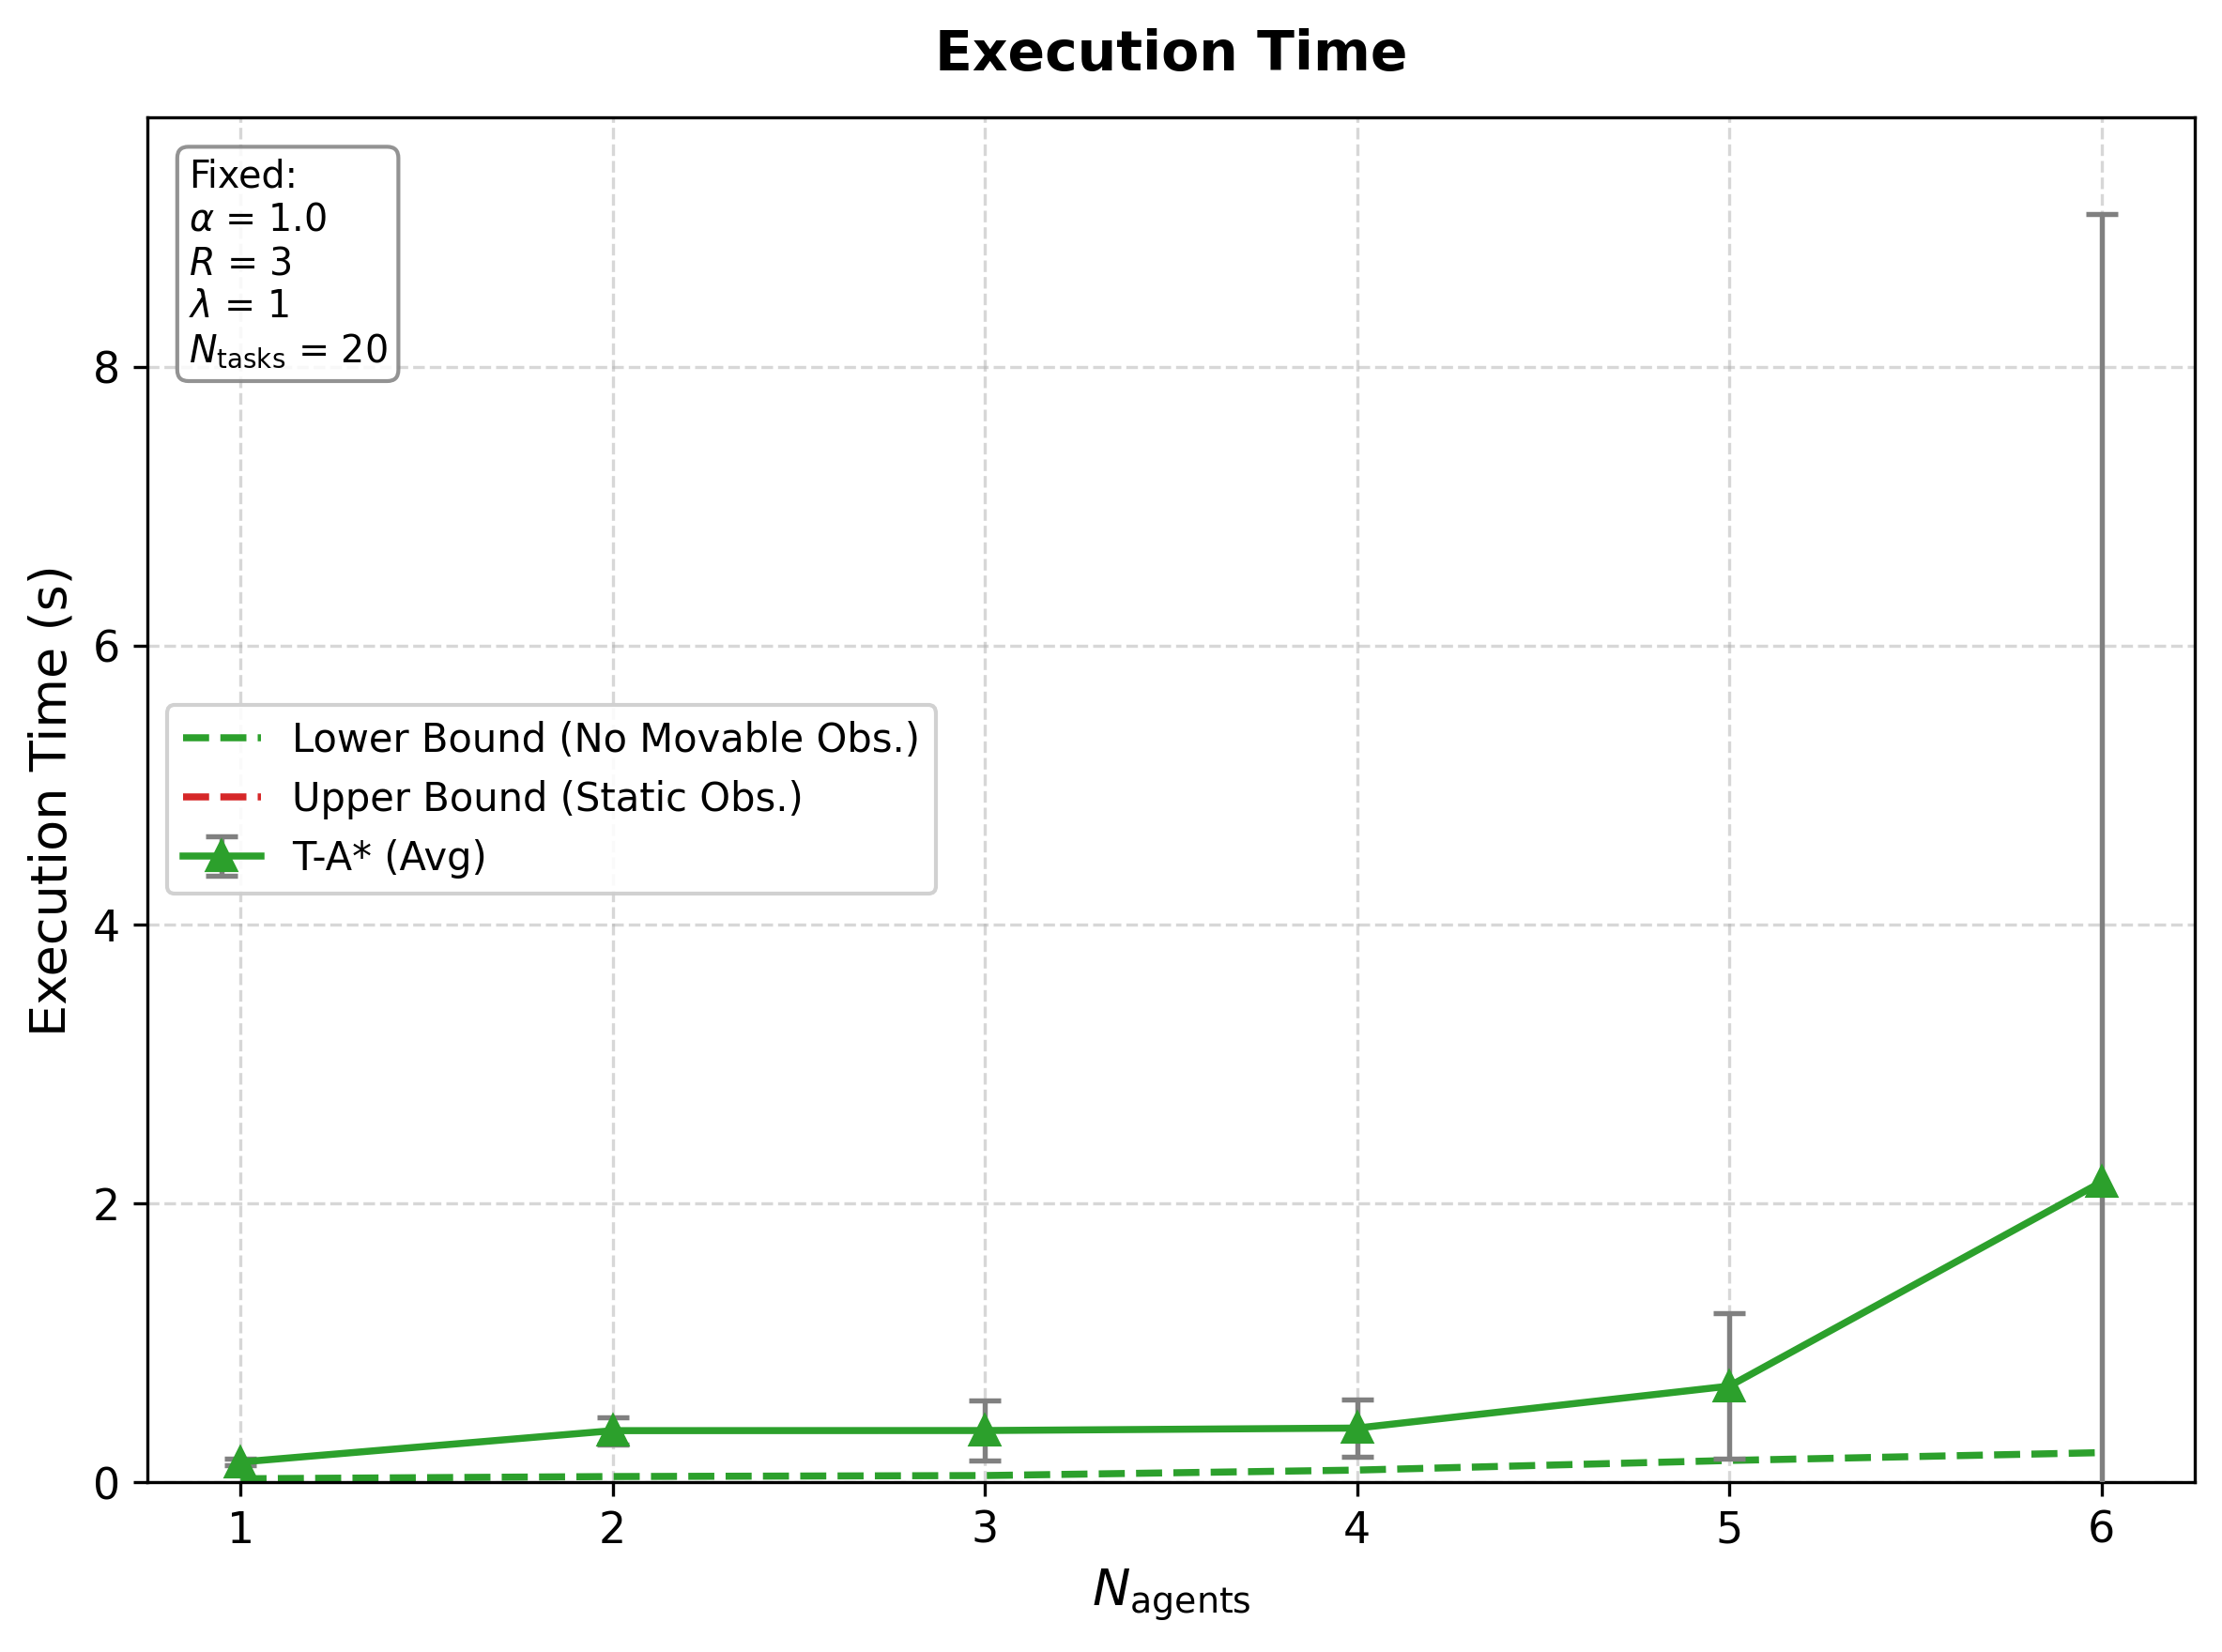 Execution Time
Fixed:
α = 1.0
R = 3
λ = 1
N_tasks = 20
Execution Time (s)
8
6
4
2
0
Lower Bound (No Movable Obs.)
Upper Bound (Static Obs.)
T-A* (Avg)
1 2 3 4 5 6
N_agents